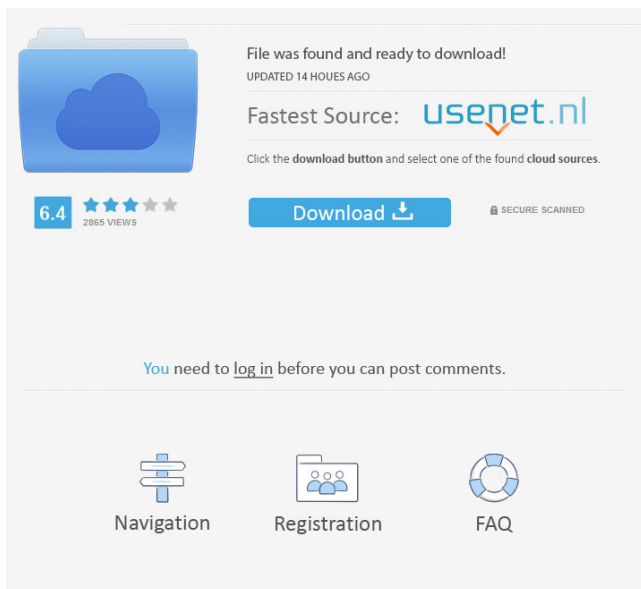 File was found and ready to download!
UPDATED 14 HOUES AGO
Fastest Source: usenet.nl
Click the download button and select one of the found cloud sources.
6.4
2865 VIEWS
Download
SECURE SCANNED
You need to log in before you can post comments.
Navigation
Registration
FAQ